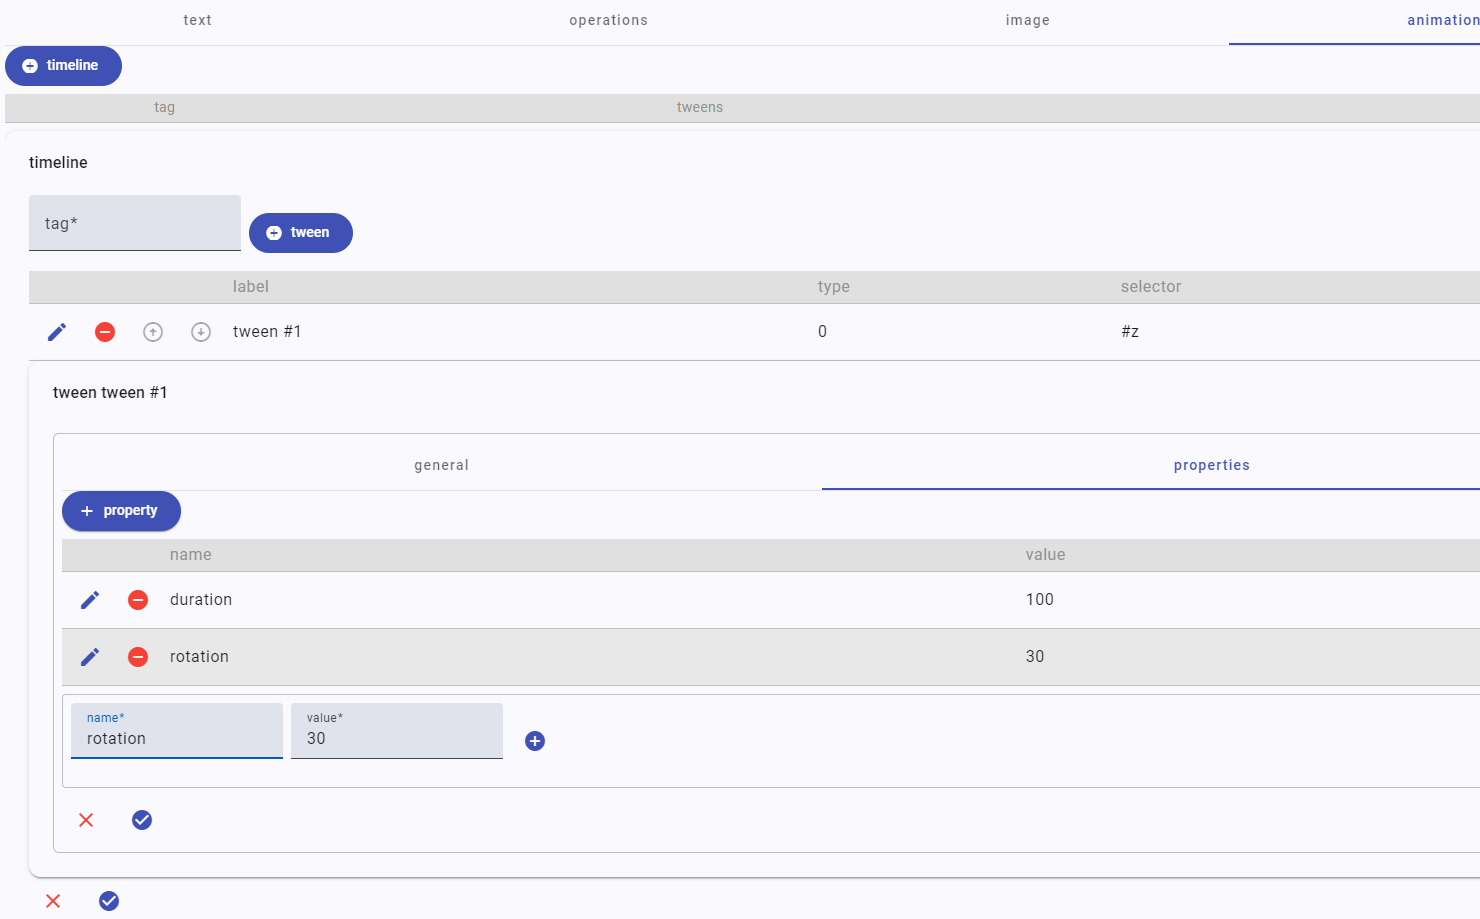 text operations image animation
timeline
tag tweens
timeline
tag*
tween
label type selector
tween #1 0 #z
tween tween #1
general properties
property
name value
duration 100
rotation 30
name* value*
rotation 30